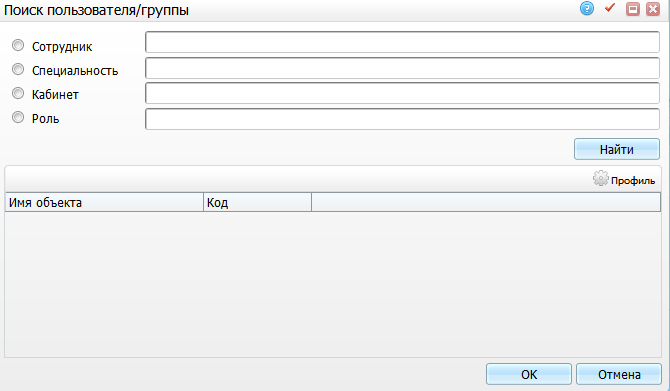 Поиск пользователя/группы
Сотрудник
Специальность
Кабинет
Роль
Найти
Профиль
Имя объекта Код
OK Отмена